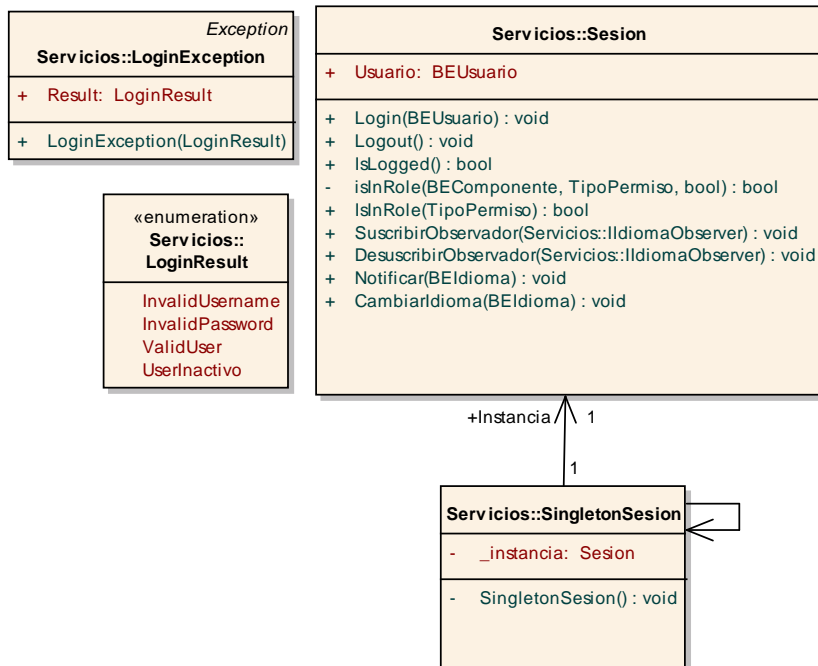 Exception
Servicios::LoginException
+ Result: LoginResult
+ LoginException(LoginResult)
«enumeration»
Servicios::
LoginResult
InvalidUsername
InvalidPassword
ValidUser
UserInactivo
Servicios::Sesion
+ Usuario: BEUsuario
+ Login(BEUsuario) : void
+ Logout() : void
+ IsLogged() : bool
- isInRole(BEComponente, TipoPermiso, bool) : bool
+ IsInRole(TipoPermiso) : bool
+ SuscribirObservador(Servicios::IIdiomaObserver) : void
+ DesuscribirObservador(Servicios::IIdiomaObserver) : void
+ Notificar(BEIdioma) : void
+ CambiarIdioma(BEIdioma) : void
+Instancia 1
1
Servicios::SingletonSesion
- _instancia: Sesion
- SingletonSesion() : void